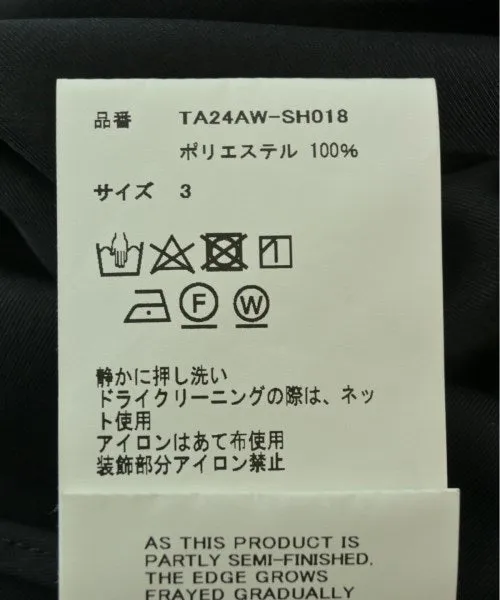 品番 TA24AW-SH018
ポリエステル 100%
サイズ 3
F W
静かに押し洗い
ドライクリーニングの際は、ネッ
ト使用
アイロンはあて布使用
装飾部分アイロン禁止
AS THIS PRODUCT IS
PARTLY SEMI-FINISHED,
THE EDGE GROWS
FRAYED GRADUALLY